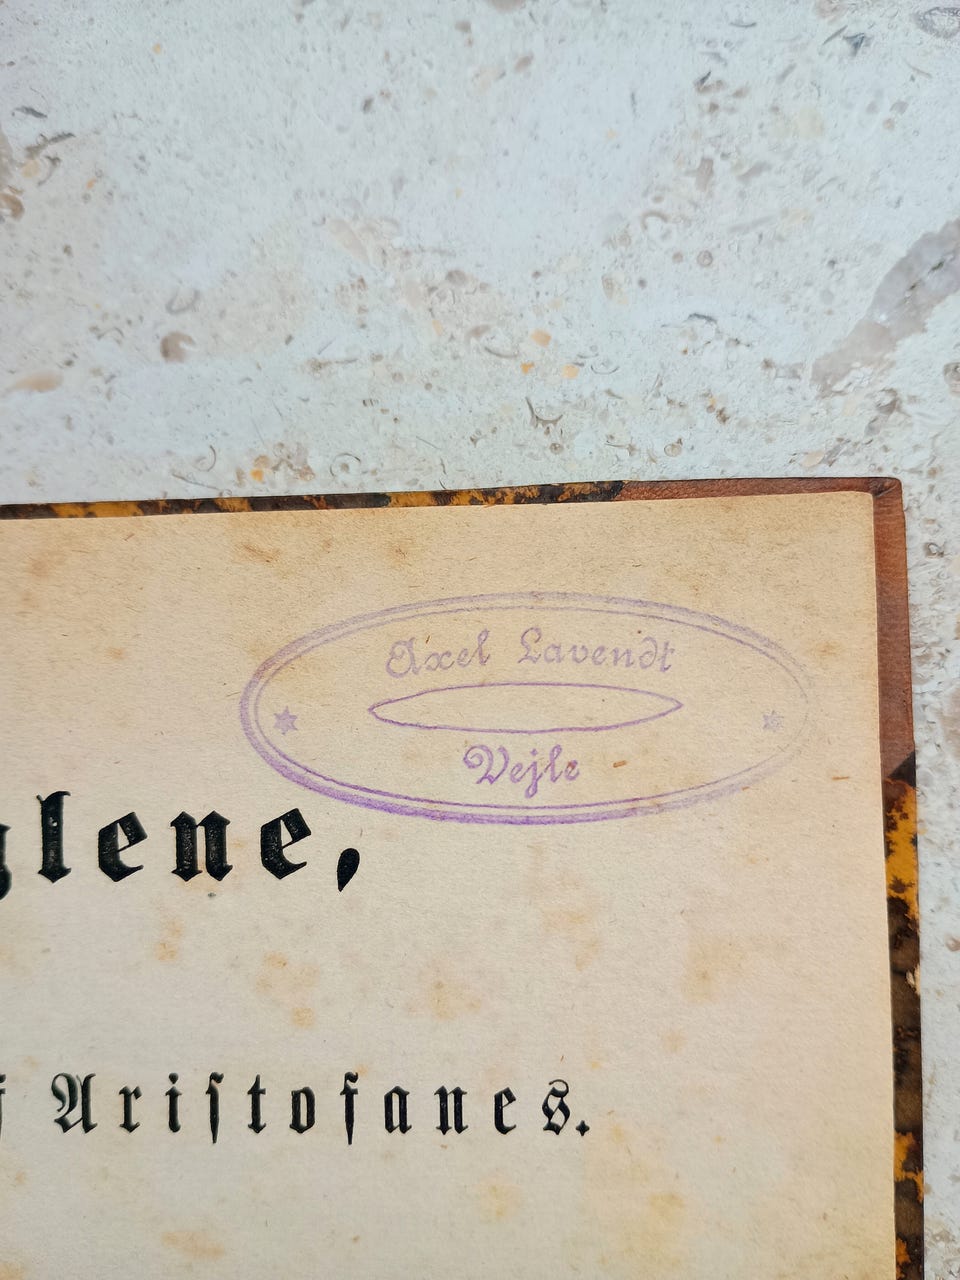 Axel Lavendt
Vejle
glene,
f Aristofanes.